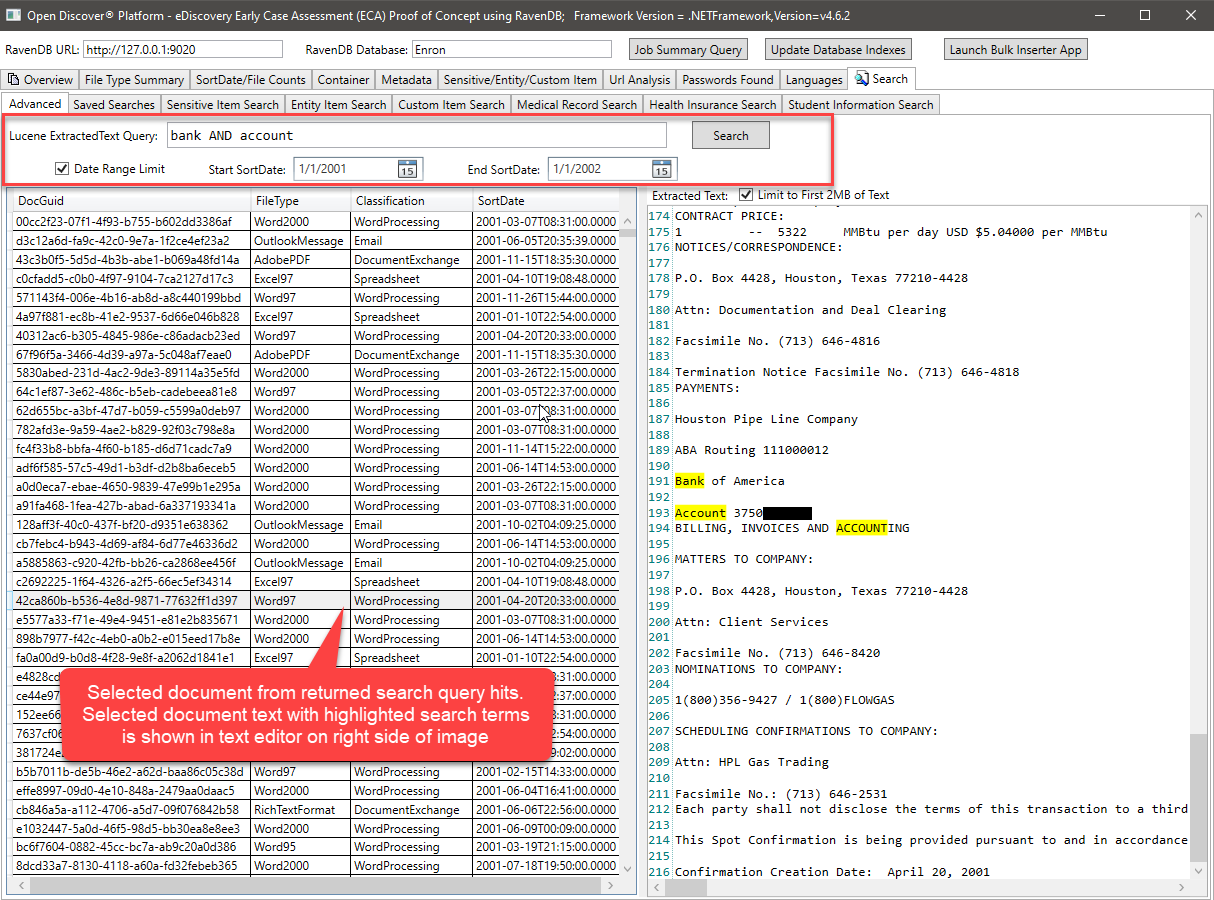 Open Discover® Platform - eDiscovery Early Case Assessment (ECA) Proof of Concept using RavenDB; Framework Version = .NETFramework,Version=v4.6.2
RavenDB URL: http://127.0.0.1:9020 RavenDB Database: Enron Job Summary Query Update Database Indexes Launch Bulk Inserter App
Overview File Type Summary SortDate/File Counts Container Metadata Sensitive/Entity/Custom Item Url Analysis Passwords Found Languages Search
Advanced Saved Searches Sensitive Item Search Entity Item Search Custom Item Search Medical Record Search Health Insurance Search Student Information Search
Lucene ExtractedText Query: bank AND account Search
Date Range Limit Start SortDate: 1/1/2001 15 End SortDate: 1/1/2002 15
DocGuid FileType Classification SortDate
00cc2f23-07f1-4f93-b755-b602dd3386af Word2000 WordProcessing 2001-03-07T08:31:00.0000
d3c12a6d-fa9c-42c0-9e7a-1f2ce4ef23a2 OutlookMessage Email 2001-06-05T20:35:39.0000
43c3b0f5-5d5d-4b3b-abe1-b069a48fd14a AdobePDF DocumentExchange 2001-11-15T18:35:30.0000
c0cfadd5-c0b0-4f97-9104-7ca2127d17c3 Excel97 Spreadsheet 2001-04-10T19:08:48.0000
571143f4-006e-4b16-ab8d-a8c440199bbd Word97 WordProcessing 2001-11-26T15:44:00.0000
4a97f881-ec8b-41e2-9537-6d66e046b828 Excel97 Spreadsheet 2001-01-10T22:54:00.0000
40312ac6-b305-4845-986e-c86adacb23ed Word97 WordProcessing 2001-04-20T20:33:00.0000
67f96f5a-3466-4d39-a97a-5c048af7eae0 AdobePDF DocumentExchange 2001-11-15T18:35:30.0000
5830abed-231d-4ac2-9de3-89114a35e5fd Word2000 WordProcessing 2001-03-26T22:15:00.0000
64c1ef87-3e62-486c-b5eb-cadebeea81e8 Word97 WordProcessing 2001-03-05T22:37:00.0000
62d655bc-a3bf-47d7-b059-c5599a0deb97 Word2000 WordProcessing 2001-03-07T08:31:00.0000
782afd3e-9a59-4ae2-b829-92f03c798e8a Word2000 WordProcessing 2001-03-07T08:31:00.0000
fc4f33b8-bbfa-4f60-b185-d6d71cadc7a9 Word2000 WordProcessing 2001-11-14T15:22:00.0000
adf6f585-57c5-49d1-b3df-d2b8ba6eceb5 Word2000 WordProcessing 2001-06-14T14:53:00.0000
a0d0eca7-ebae-4650-9839-47e99b1e295a Word2000 WordProcessing 2001-03-26T22:15:00.0000
a91fa468-1fea-427b-abad-6a337193341a Word2000 WordProcessing 2001-03-07T08:31:00.0000
128aff3f-40c0-437f-bf20-d9351e638362 OutlookMessage Email 2001-10-02T04:09:25.0000
cb7febc4-b943-4d69-af84-6d77e46336d2 Word2000 WordProcessing 2001-06-14T14:53:00.0000
a5885863-c920-42fb-bb26-ca2868ee456f OutlookMessage Email 2001-10-02T04:09:25.0000
c2692225-1f64-4326-a2f5-66ec5ef34314 Excel97 Spreadsheet 2001-04-10T19:08:48.0000
42ca860b-b536-4e8d-9871-77632ff1d397 Word97 WordProcessing 2001-04-20T20:33:00.0000
e5577a33-f71e-49e4-9451-e81e2b835671 Word2000 WordProcessing 2001-03-07T08:31:00.0000
898b7977-f42c-4eb0-a0b2-e015eed17b8e Word2000 WordProcessing 2001-06-14T14:53:00.0000
fa0a00d9-b0d8-4f28-9e8f-a2062d1841e1 Excel97 Spreadsheet 2001-01-10T22:54:00.0000
e4828cd :31:00.0000
ce44e97 2:37:00.0000
152ee66 :31:00.0000
7637cf06 2:54:00.0000
381724e :02:00.0000
Selected document from returned search query hits.
Selected document text with highlighted search terms
is shown in text editor on right side of image
b5b7011b-de5b-46e2-a62d-baa86c05c38d Word97 WordProcessing 2001-02-15T14:33:00.0000
effe8997-09d0-4e10-848a-2479aa0daac5 Word2000 WordProcessing 2001-06-04T16:41:00.0000
cb846a5a-a112-4706-a5d7-09f076842b58 RichTextFormat DocumentExchange 2001-06-06T22:56:00.0000
e1032447-5a0d-46f5-98d5-bb30ea8e8ee3 Word2000 WordProcessing 2001-06-09T00:09:00.0000
bc6f7604-0882-45cc-bc7a-ab9c20a0d386 Word95 WordProcessing 2001-03-19T21:15:00.0000
8dcd33a7-8130-4118-a60a-fd32febeb365 Word2000 WordProcessing 2001-07-18T19:50:00.0000
Extracted Text: Limit to First 2MB of Text
174 CONTRACT PRICE:
175 1 -- 5322 MMBtu per day USD $5.04000 per MMBtu
176 NOTICES/CORRESPONDENCE:
177
178 P.O. Box 4428, Houston, Texas 77210-4428
179
180 Attn: Documentation and Deal Clearing
181
182 Facsimile No. (713) 646-4816
183
184 Termination Notice Facsimile No. (713) 646-4818
185 PAYMENTS:
186
187 Houston Pipe Line Company
188
189 ABA Routing 111000012
190
191 Bank of America
192
193 Account 3750
194 BILLING, INVOICES AND ACCOUNTING
195
196 MATTERS TO COMPANY:
197
198 P.O. Box 4428, Houston, Texas 77210-4428
199
200 Attn: Client Services
201
202 Facsimile No. (713) 646-8420
203 NOMINATIONS TO COMPANY:
204
205 1(800)356-9427 / 1(800)FLOWGAS
206
207 SCHEDULING CONFIRMATIONS TO COMPANY:
208
209 Attn: HPL Gas Trading
210
211 Facsimile No.: (713) 646-2531
212 Each party shall not disclose the terms of this transaction to a third
213
214 This Spot Confirmation is being provided pursuant to and in accordance
215
216 Confirmation Creation Date: April 20, 2001